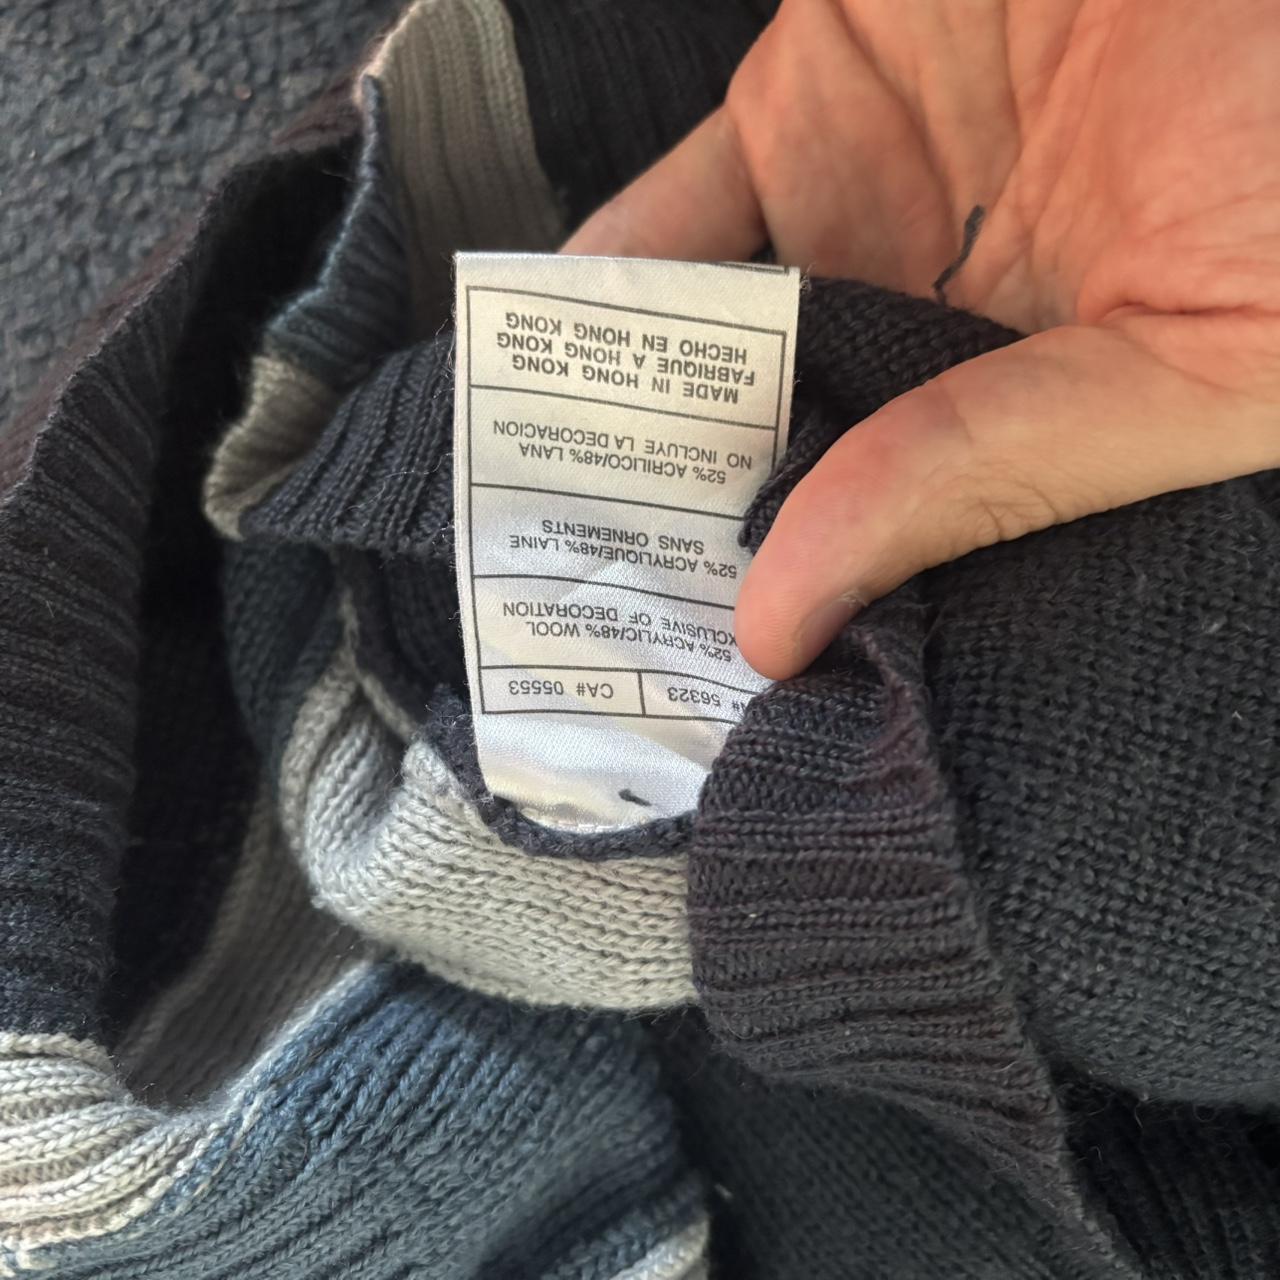 # 56323 CA# 05553
52% ACRYLIC/48% WOOL
XCLUSIVE OF DECORATION
52% ACRYLIQUE/48% LAINE
SANS ORNEMENTS
52% ACRILICO/48% LANA
NO INCLUYE LA DECORACION
MADE IN HONG KONG
FABRIQUE A HONG KONG
HECHO EN HONG KONG